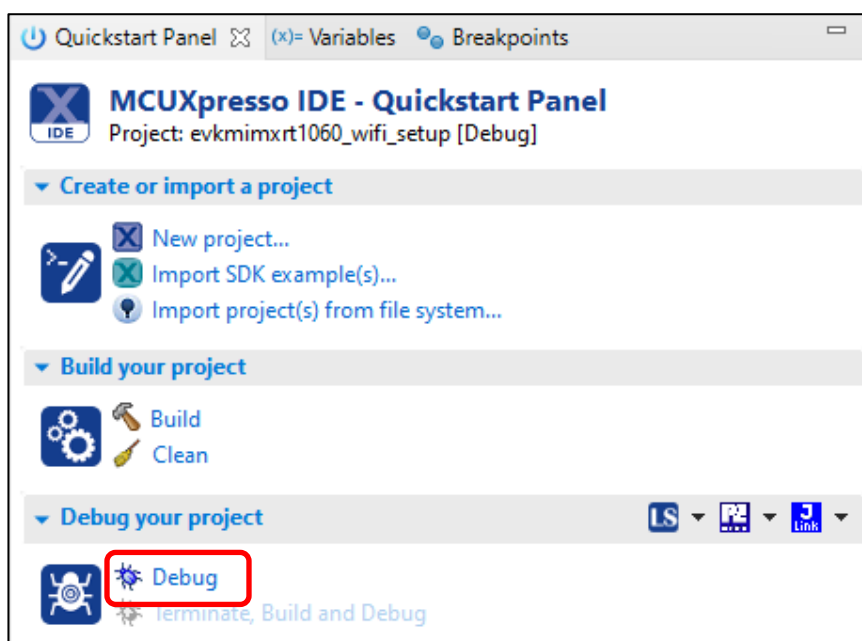 Quickstart Panel (x)= Variables Breakpoints
IDE
MCUXpresso IDE - Quickstart Panel
Project: evkmimxrt1060_wifi_setup [Debug]
Create or import a project
New project...
Import SDK example(s)...
Import project(s) from file system...
Build your project
Build
Clean
Debug your project LS PE J Link
Debug
Terminate, Build and Debug